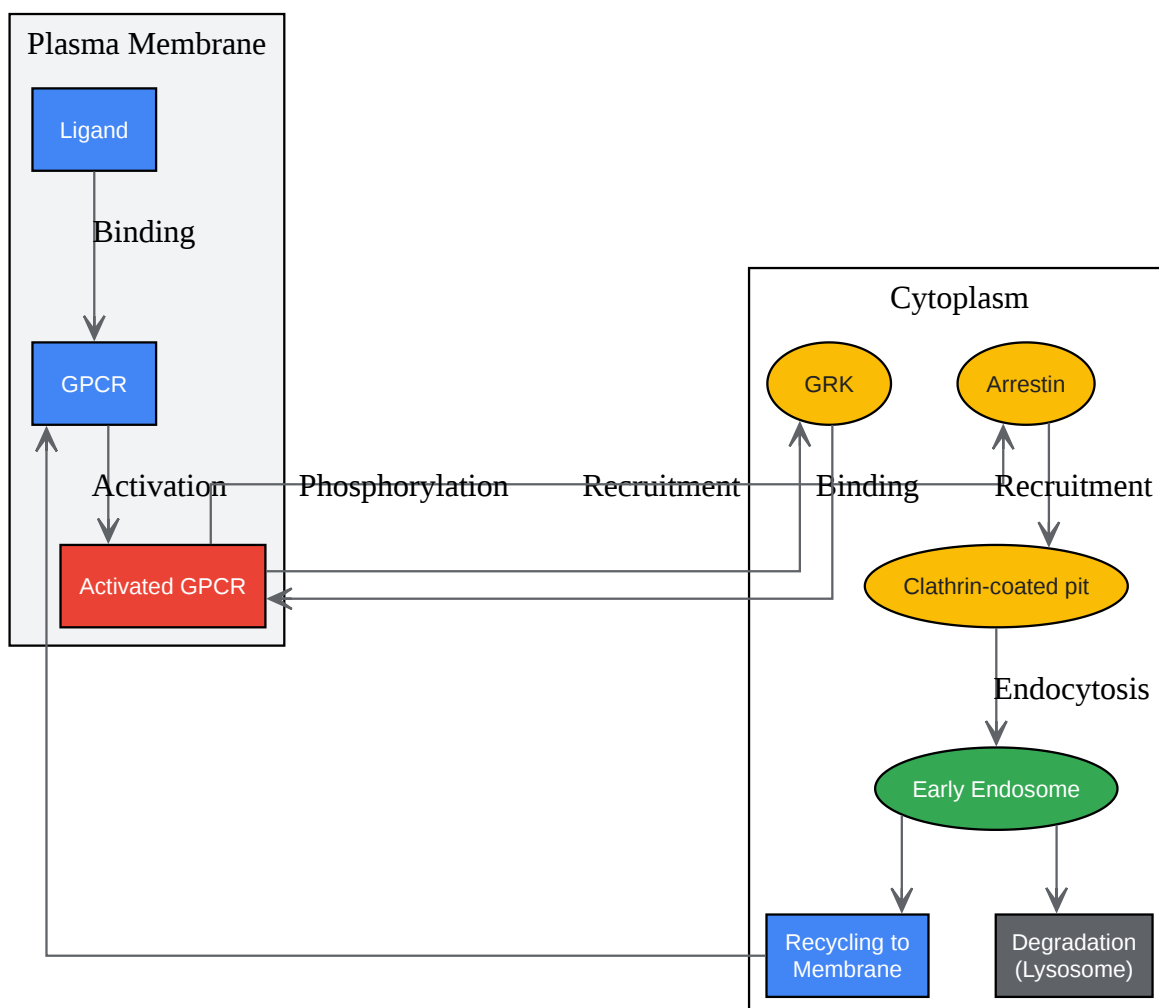 Plasma Membrane
Ligand
Binding
Cytoplasm
GPCR
GRK
Arrestin
Activation
Phosphorylation
Recruitment
Binding
Recruitment
Activated GPCR
Clathrin-coated pit
Endocytosis
Early Endosome
Recycling to
Membrane
Degradation
(Lysosome)